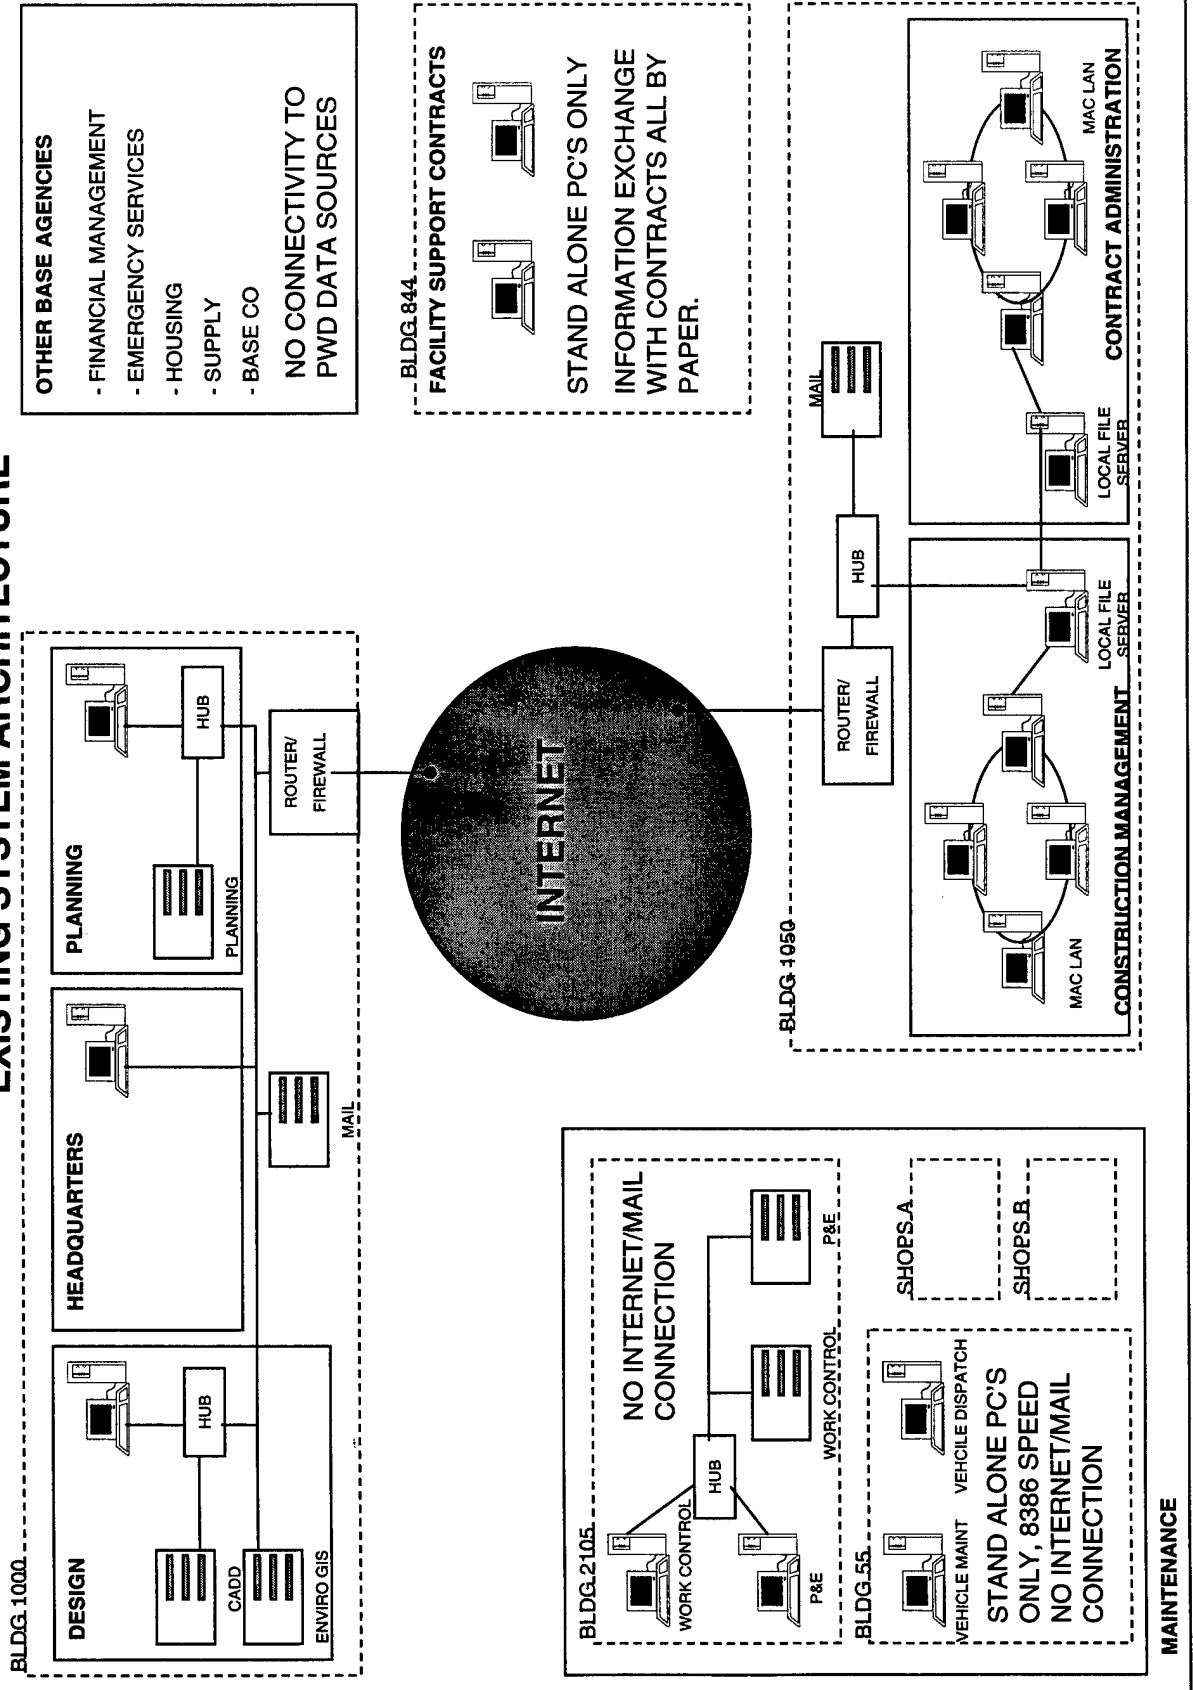 EXISTING SYSTEM ARCHITECTURE
BLDG 1000
DESIGN
HUB
CADD
ENVIRO GIS
HEADQUARTERS
MAIL
PLANNING
HUB
PLANNING
ROUTER/
FIREWALL
OTHER BASE AGENCIES
- FINANCIAL MANAGEMENT
- EMERGENCY SERVICES
- HOUSING
- SUPPLY
- BASE CO
NO CONNECTIVITY TO
PWD DATA SOURCES
INTERNET
BLDG 844
FACILITY SUPPORT CONTRACTS
STAND ALONE PC'S ONLY
INFORMATION EXCHANGE
WITH CONTRACTS ALL BY
PAPER.
BLDG 2105
WORK CONTROL
P&E
HUB
NO INTERNET/MAIL
CONNECTION
WORK CONTROL
P&E
BLDG 55
VEHICLE MAINT
VEHCILE DISPATCH
STAND ALONE PC'S
ONLY, 8386 SPEED
NO INTERNET/MAIL
CONNECTION
SHOPS A
SHOPS B
MAINTENANCE
BLDG 1050
ROUTER/
FIREWALL
HUB
MAIL
MAC LAN
LOCAL FILE
SERVER
CONSTRUCTION MANAGEMENT
LOCAL FILE
SERVER
MAC LAN
CONTRACT ADMINISTRATION